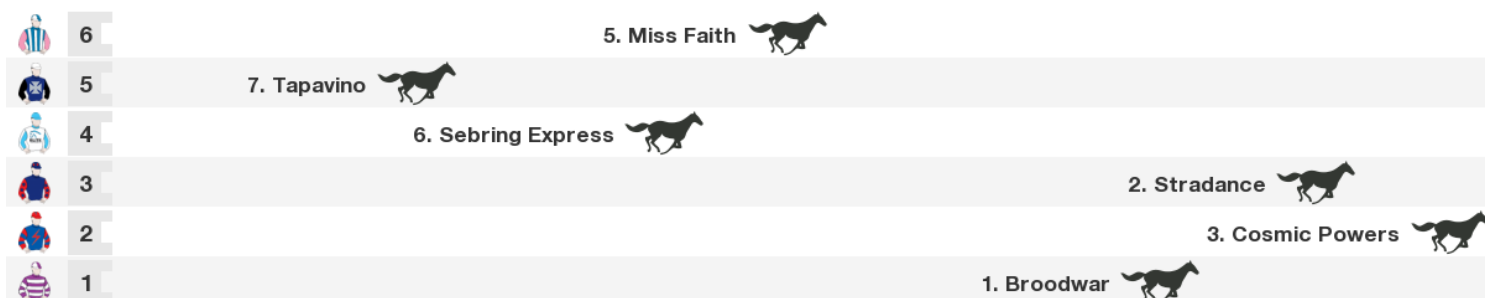 6 5. Miss Faith
5 7. Tapavino
4 6. Sebring Express
3 2. Stradance
2 3. Cosmic Powers
1 1. Broodwar